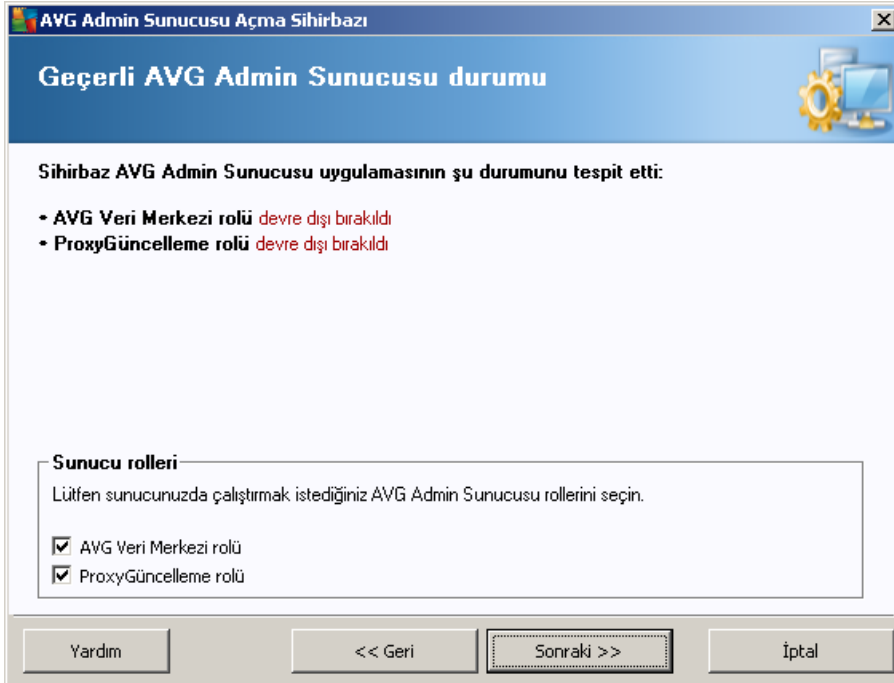 AVG Admin Sunucusu Açma Sihirbazı
Geçerli AVG Admin Sunucusu durumu
Sihirbaz AVG Admin Sunucusu uygulamasının şu durumunu tespit etti:
• AVG Veri Merkezi rolü devre dışı bırakıldı
• ProxyGüncelleme rolü devre dışı bırakıldı
Sunucu rolleri
Lütfen sunucunuzda çalıştırmak istediğiniz AVG Admin Sunucusu rollerini seçin.
AVG Veri Merkezi rolü
ProxyGüncelleme rolü
Yardım << Geri Sonraki >> İptal